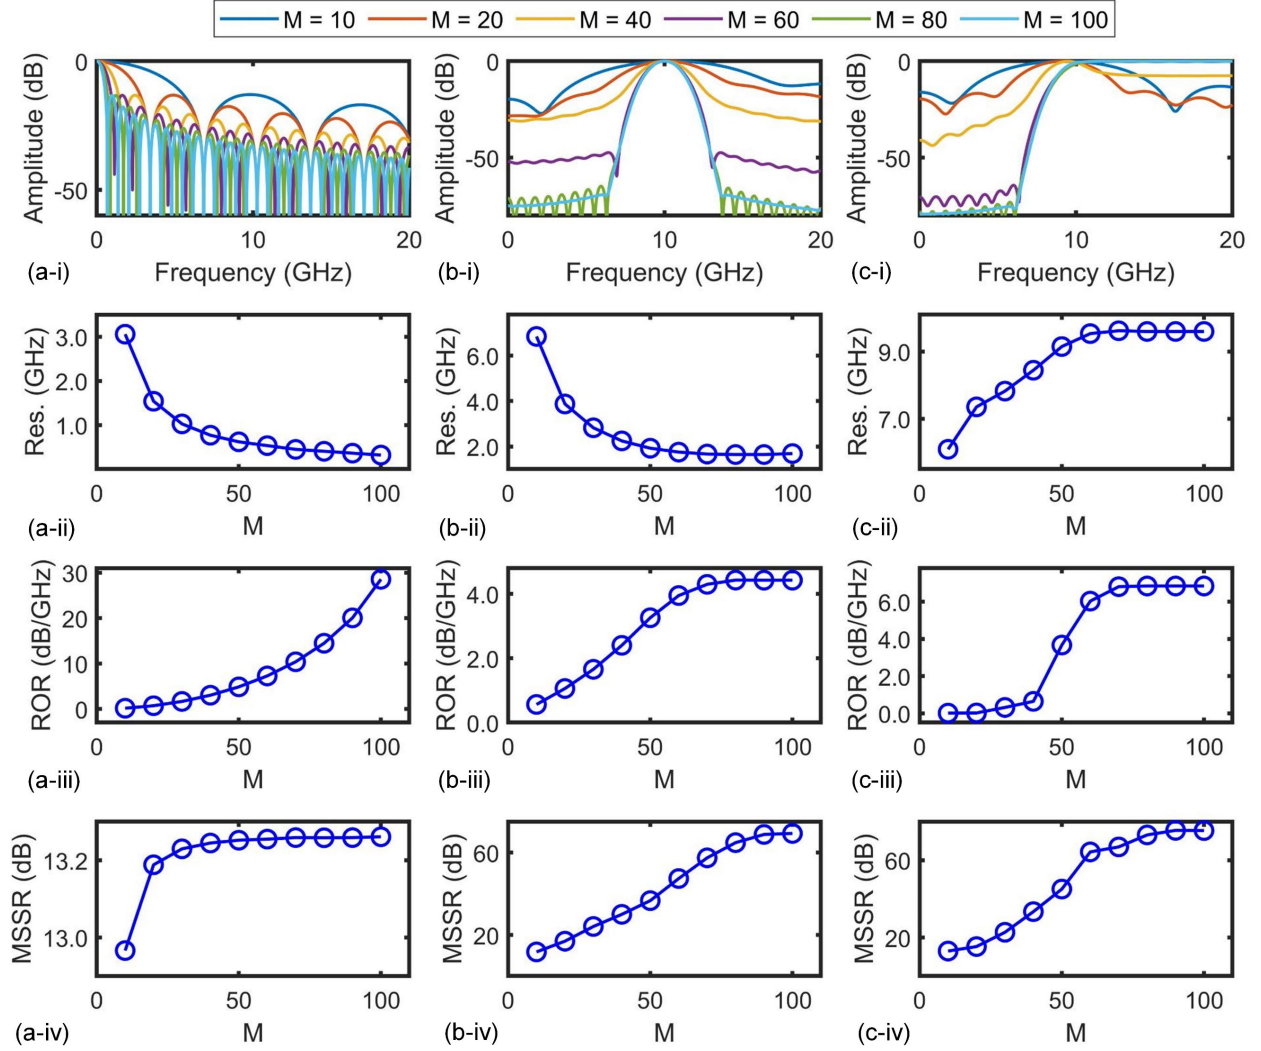 M = 10 M = 20 M = 40 M = 60 M = 80 M = 100
Amplitude (dB)
0
-50
0 10 20
(a-i) Frequency (GHz)
Amplitude (dB)
0
-50
0 10 20
(b-i) Frequency (GHz)
Amplitude (dB)
0
-50
0 10 20
(c-i) Frequency (GHz)
Res. (GHz)
3.0
2.0
1.0
0 50 100
(a-ii) M
Res. (GHz)
6.0
4.0
2.0
0 50 100
(b-ii) M
Res. (GHz)
9.0
7.0
0 50 100
(c-ii) M
ROR (dB/GHz)
30
20
10
0
0 50 100
(a-iii) M
ROR (dB/GHz)
4.0
2.0
0.0
0 50 100
(b-iii) M
ROR (dB/GHz)
6.0
4.0
2.0
0.0
0 50 100
(c-iii) M
MSSR (dB)
13.2
13.0
0 50 100
(a-iv) M
MSSR (dB)
60
20
0 50 100
(b-iv) M
MSSR (dB)
60
20
0 50 100
(c-iv) M